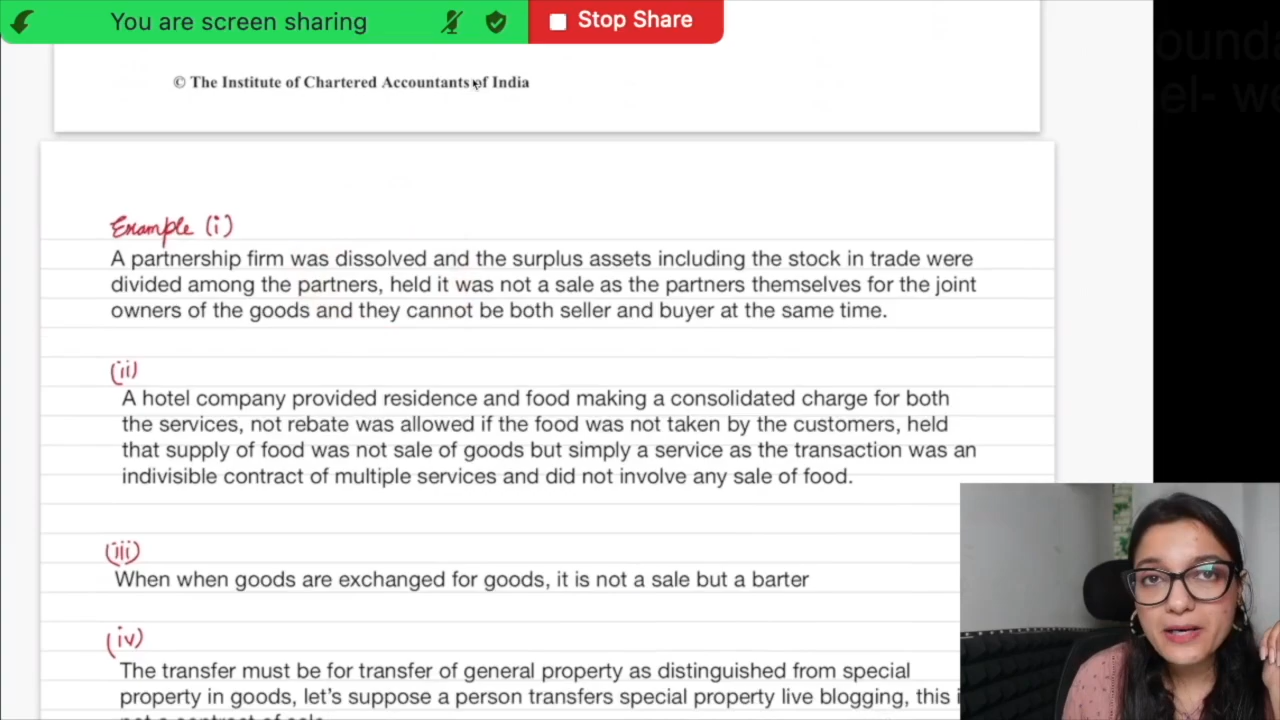 You are screen sharing
Stop Share
ound
el- we
© The Institute of Chartered Accountants of India
Example (i)
A partnership firm was dissolved and the surplus assets including the stock in trade were
divided among the partners, held it was not a sale as the partners themselves for the joint
owners of the goods and they cannot be both seller and buyer at the same time.
(ii)
A hotel company provided residence and food making a consolidated charge for both
the services, not rebate was allowed if the food was not taken by the customers, held
that supply of food was not sale of goods but simply a service as the transaction was an
indivisible contract of multiple services and did not involve any sale of food.
(iii)
When when goods are exchanged for goods, it is not a sale but a barter
(iv)
The transfer must be for transfer of general property as distinguished from special
property in goods, let's suppose a person transfers special property live blogging, this i
not a contract of sale